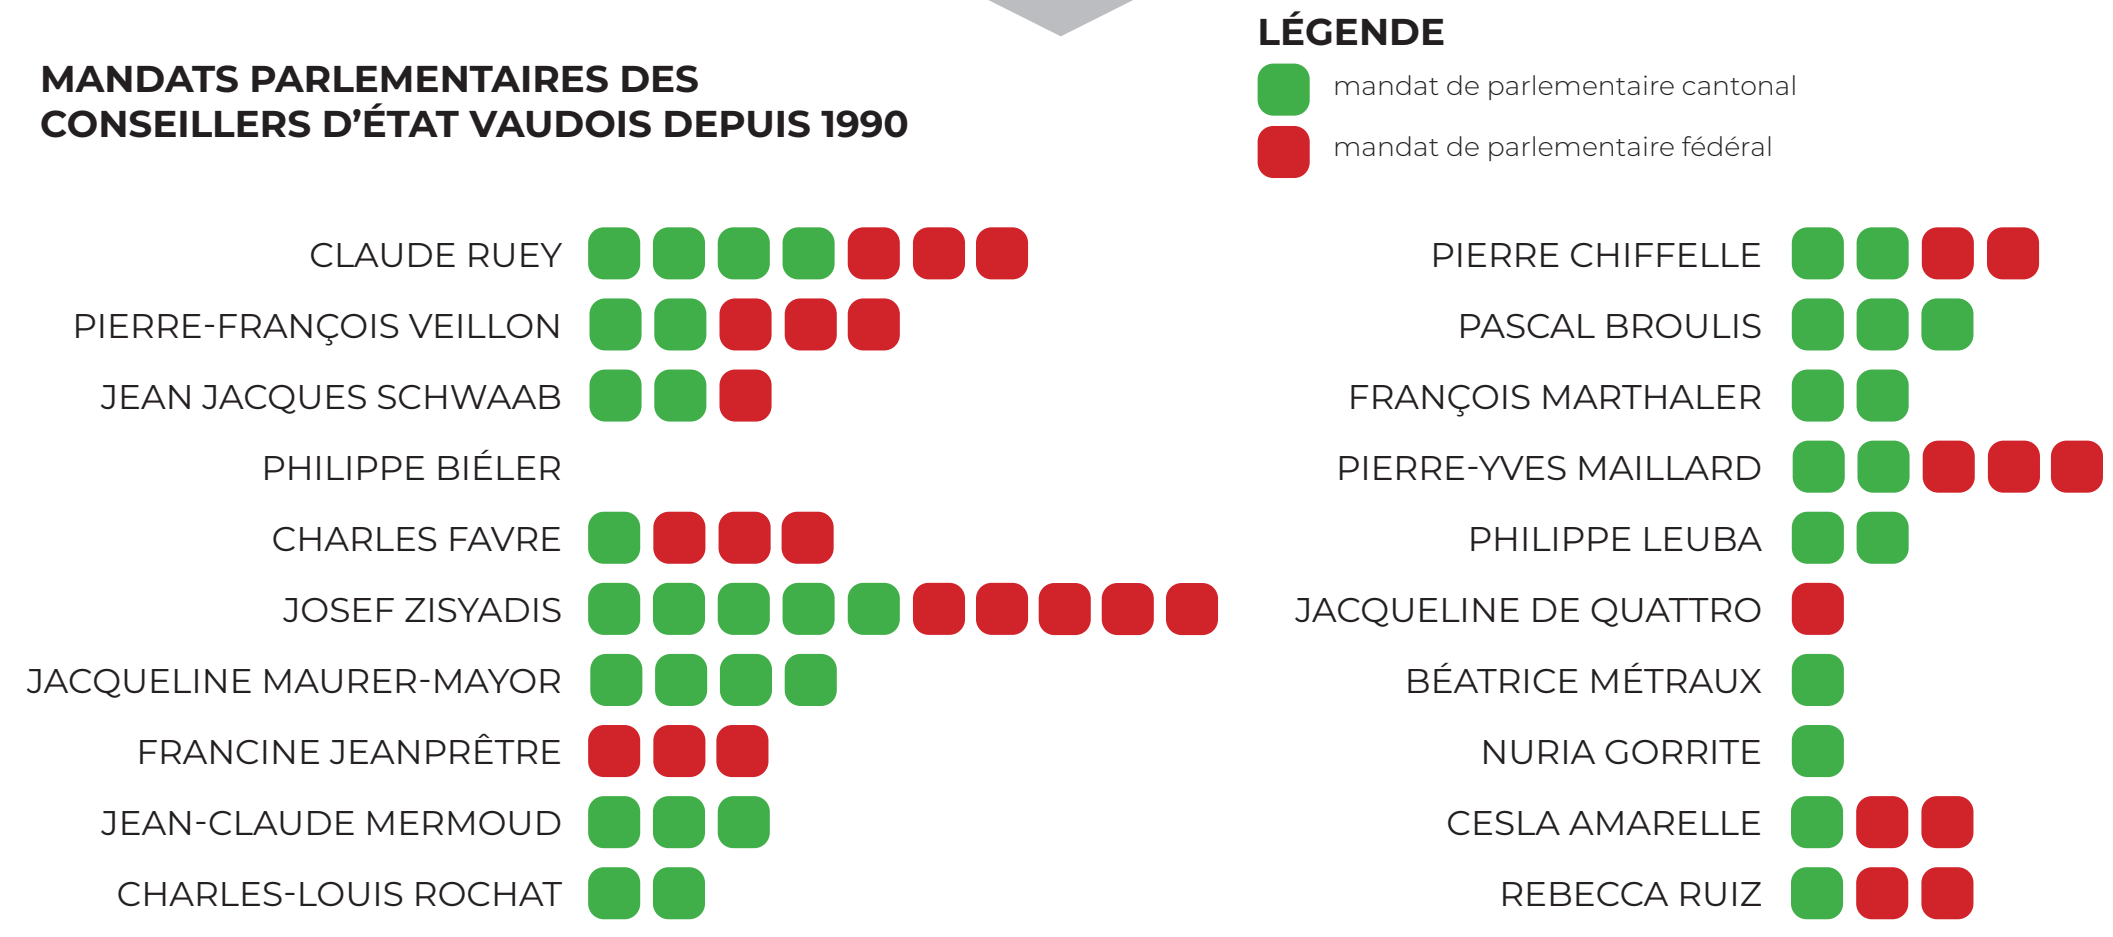 MANDATS PARLEMENTAIRES DES
CONSEILLERS D’ÉTAT VAUDOIS DEPUIS 1990
LÉGENDE
mandat de parlementaire cantonal
mandat de parlementaire fédéral
CLAUDE RUEY
PIERRE-FRANÇOIS VEILLON
JEAN JACQUES SCHWAAB
PHILIPPE BIÉLER
CHARLES FAVRE
JOSEF ZISYADIS
JACQUELINE MAURER-MAYOR
FRANCINE JEANPRÊTRE
JEAN-CLAUDE MERMOUD
CHARLES-LOUIS ROCHAT
PIERRE CHIFFELLE
PASCAL BROULIS
FRANÇOIS MARTHALER
PIERRE-YVES MAILLARD
PHILIPPE LEUBA
JACQUELINE DE QUATTRO
BÉATRICE MÉTRAUX
NURIA GORRITE
CESLA AMARELLE
REBECCA RUIZ